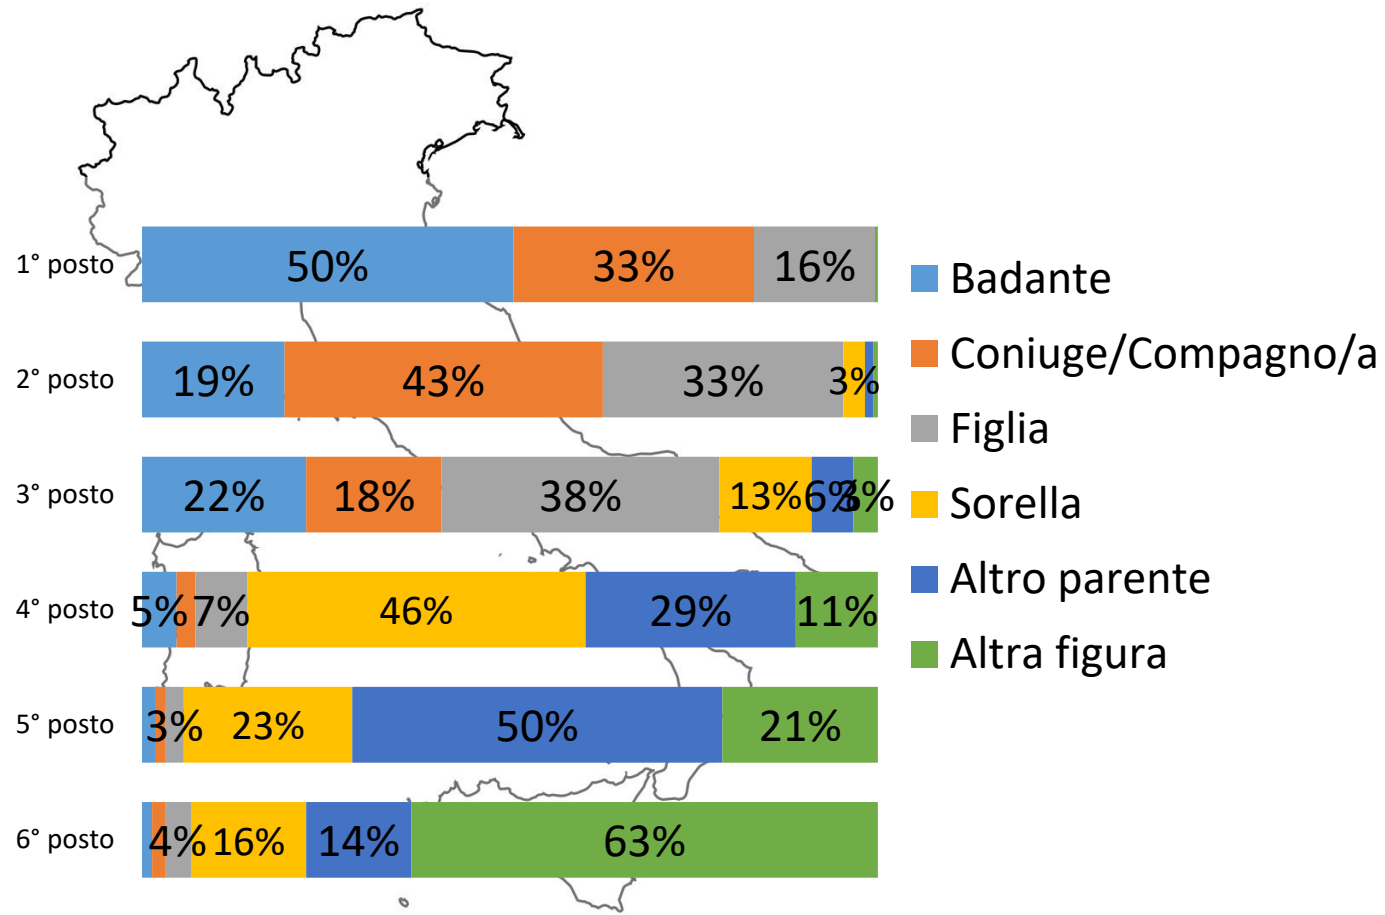 1° posto 50% 33% 16%
2° posto 19% 43% 33% 3%
3° posto 22% 18% 38% 13% 6% 3%
4° posto 5% 7% 46% 29% 11%
5° posto 3% 23% 50% 21%
6° posto 4% 16% 14% 63%
Badante
Coniuge/Compagno/a
Figlia
Sorella
Altro parente
Altra figura